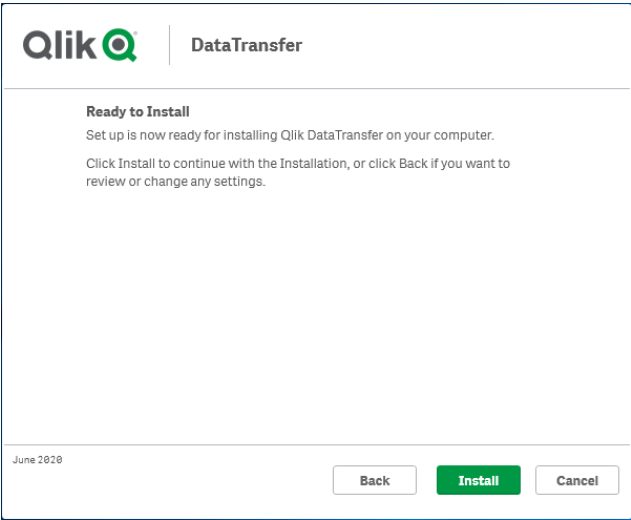 Qlik DataTransfer
Ready to Install
Set up is now ready for installing Qlik DataTransfer on your computer.
Click Install to continue with the Installation, or click Back if you want to
review or change any settings.
June 2020
Back Install Cancel